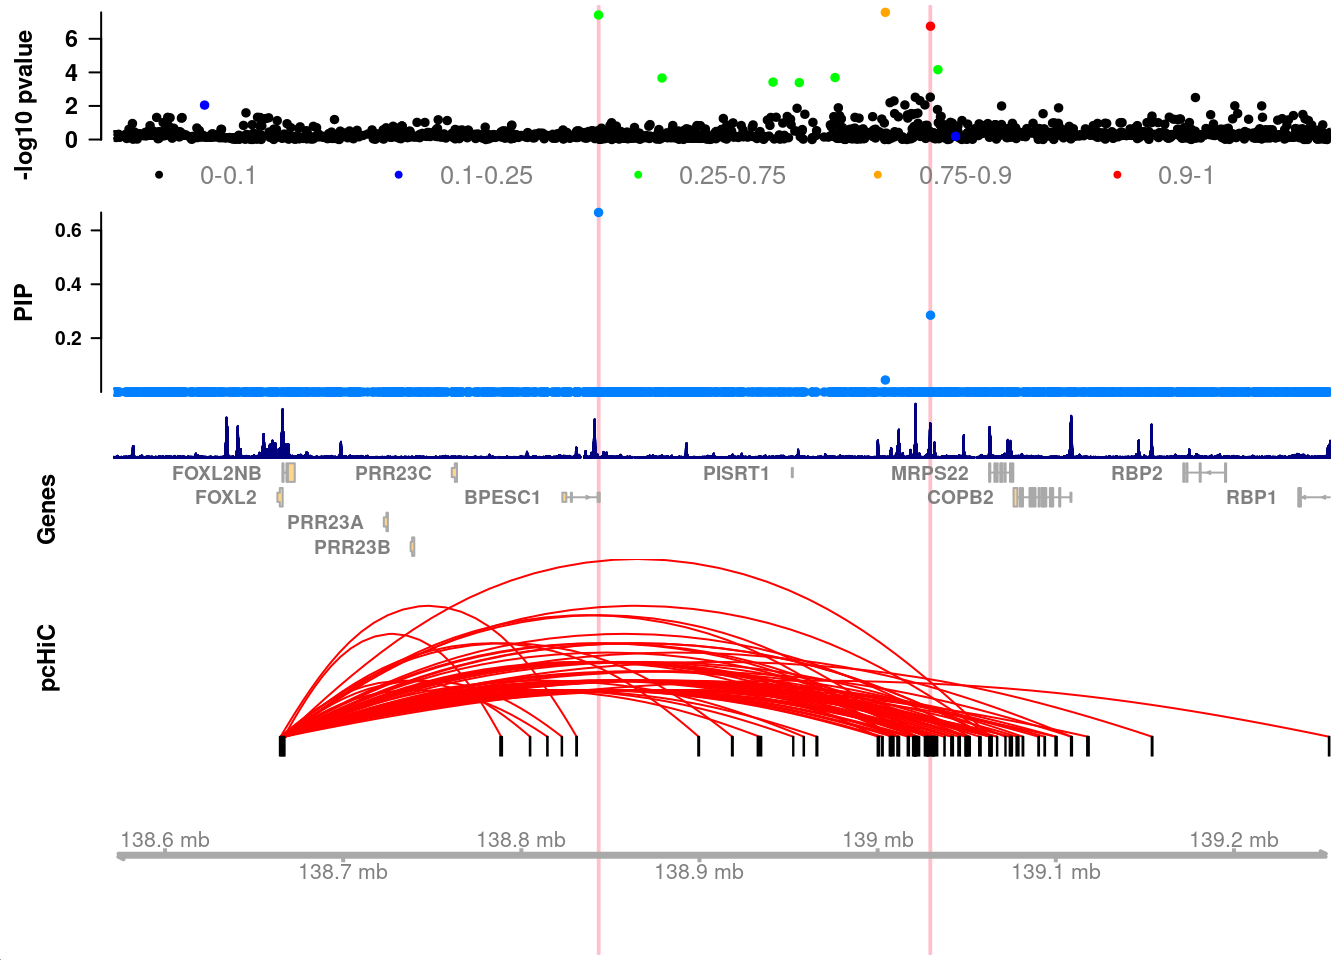 -log10 pvalue
6
4
2
0
0-0.1 0.1-0.25 0.25-0.75 0.75-0.9 0.9-1
PIP
0.6
0.4
0.2
Genes
FOXL2NB PRR23C PISRT1 MRPS22 RBP2
FOXL2 BPESC1 COPB2 RBP1
PRR23A
PRR23B
pcHiC
138.6 mb 138.8 mb 139 mb 139.2 mb
138.7 mb 138.9 mb 139.1 mb